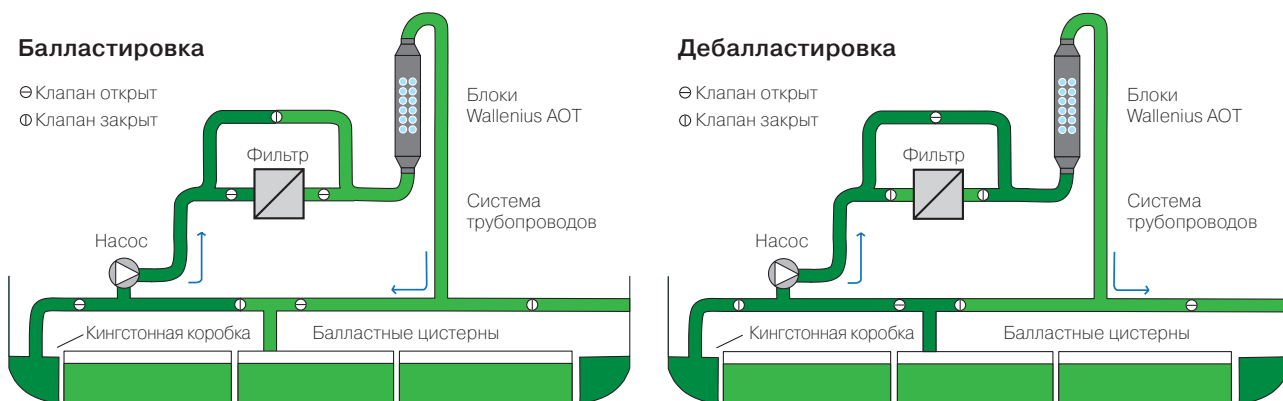 Балластировка
Клапан открыт
Клапан закрыт
Фильтр
Насос
Блоки
Wallenius AOT
Система
трубопроводов
Кингстонная коробка
Балластные цистерны
Дебалластировка
Клапан открыт
Клапан закрыт
Фильтр
Насос
Блоки
Wallenius AOT
Система
трубопроводов
Кингстонная коробка
Балластные цистерны